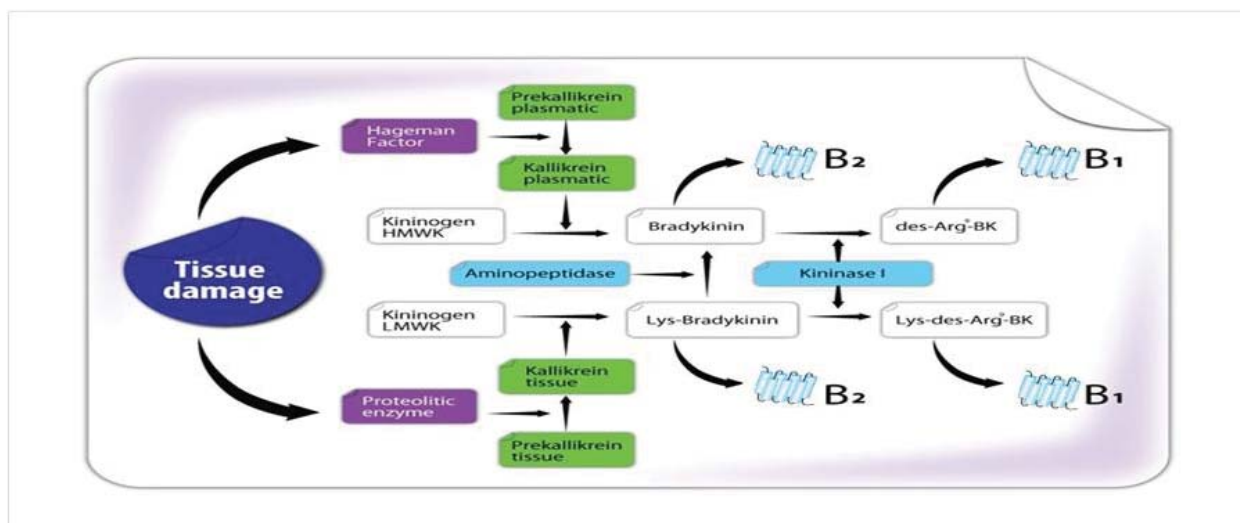 Prekallikrein
plasmatic
Hageman
Factor
Kallikrein
plasmatic
B2
B1
Kininogen
HMWK
Bradykinin
des-Arg⁹-BK
Tissue
damage
Aminopeptidase
Kininase I
Kininogen
LMWK
Lys-Bradykinin
Lys-des-Arg⁹-BK
Kallikrein
tissue
B2
B1
Proteolitic
enzyme
Prekallikrein
tissue